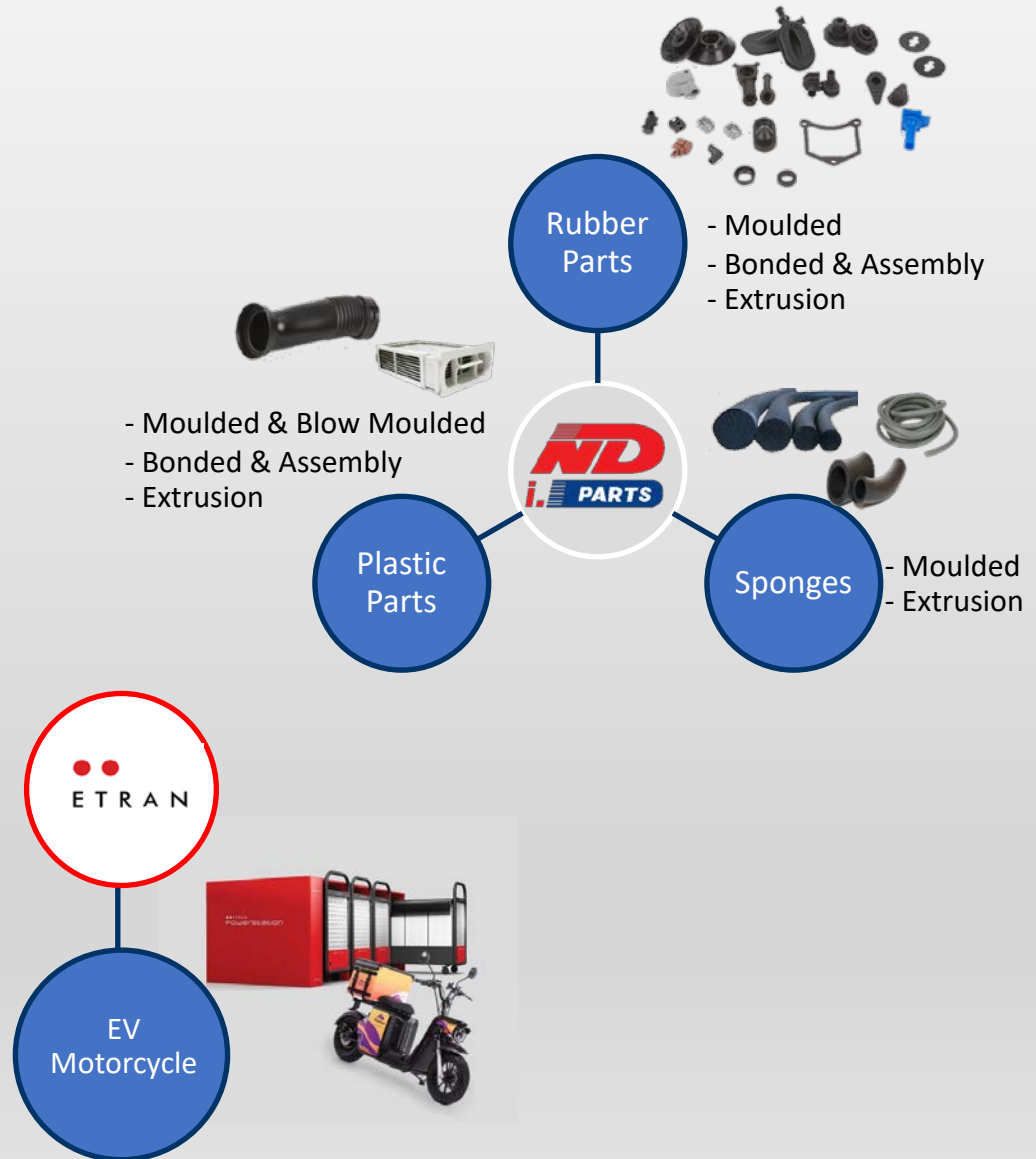 Rubber
Parts
- Moulded
- Bonded & Assembly
- Extrusion
- Moulded & Blow Moulded
- Bonded & Assembly
- Extrusion
ND
i. PARTS
Plastic
Parts
Sponges
- Moulded
- Extrusion
ETRAN
Powerstation
EV
Motorcycle